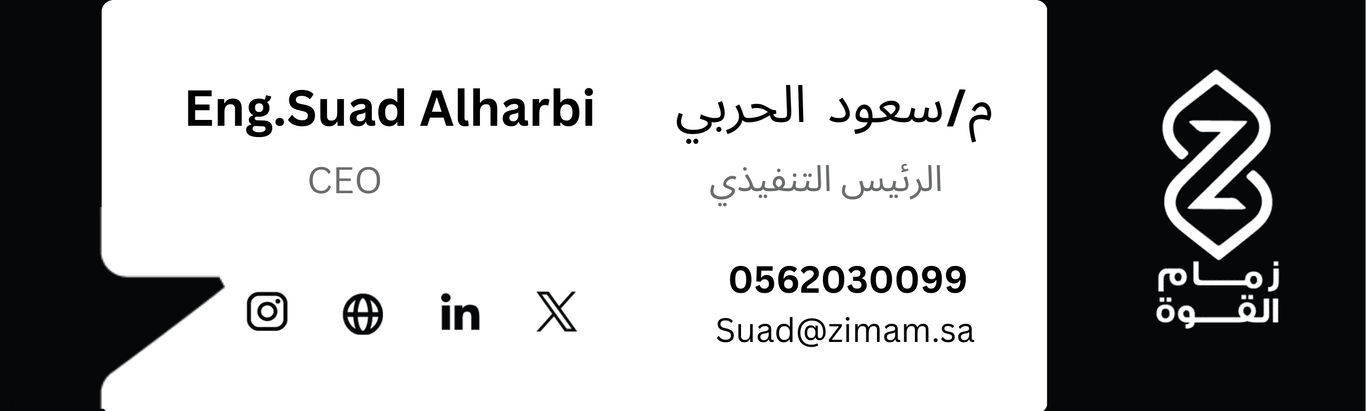 Eng.Suad Alharbi
CEO
م/سعود الحربي
الرئيس التنفيذي
0562030099
Suad@zimam.sa
زمام
القوة